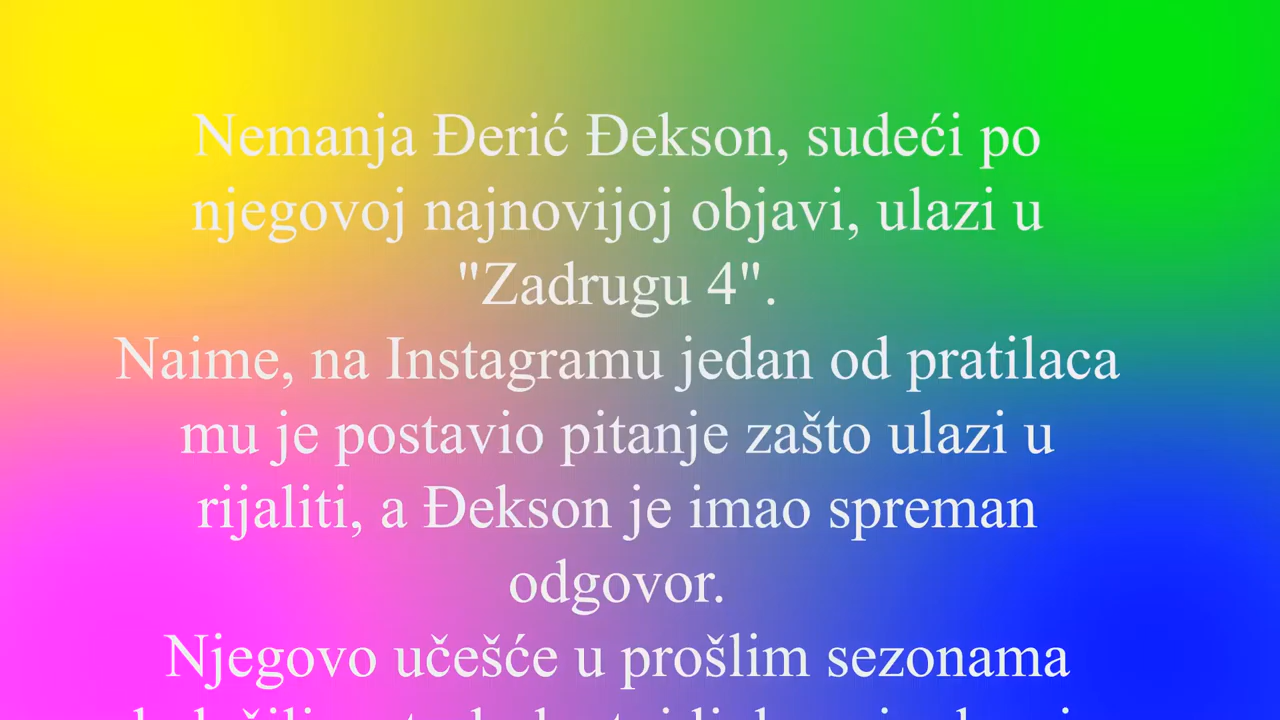 Nemanja Đerić Đekson, sudeći po
njegovoj najnovijoj objavi, ulazi u
"Zadrugu 4".
Naime, na Instagramu jedan od pratilaca
mu je postavio pitanje zašto ulazi u
rijaliti, a Đekson je imao spreman
odgovor.
Njegovo učešće u prošlim sezonama